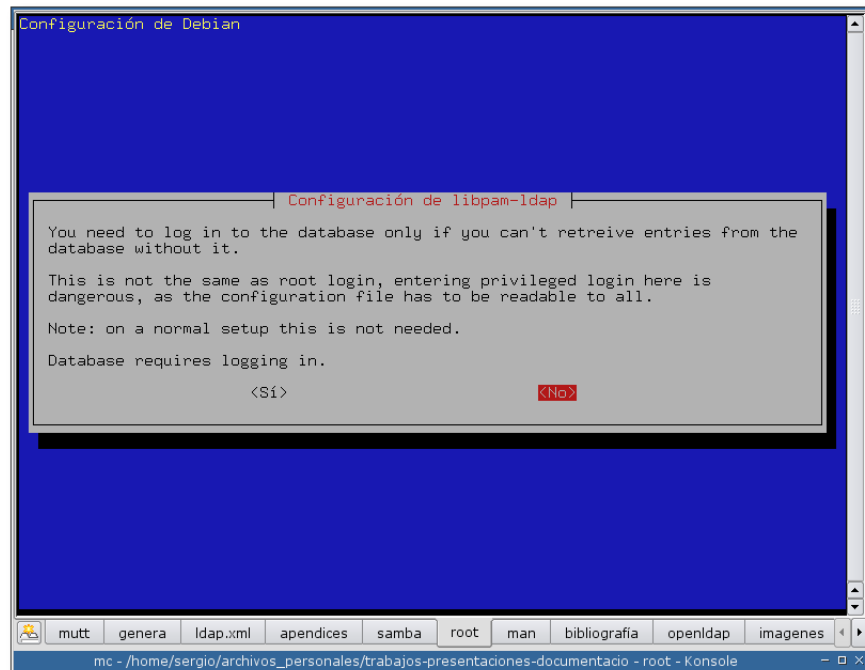 Configuración de Debian
Configuración de libpam-ldap
You need to log in to the database only if you can't retreive entries from the
database without it.
This is not the same as root login, entering privileged login here is
dangerous, as the configuration file has to be readable to all.
Note: on a normal setup this is not needed.
Database requires logging in.
<Sí> <No>
mutt genera ldap.xml apendices samba root man bibliografía openldap imagenes
mc - /home/sergio/archivos_personales/trabajos-presentaciones-documentacio - root - Konsole